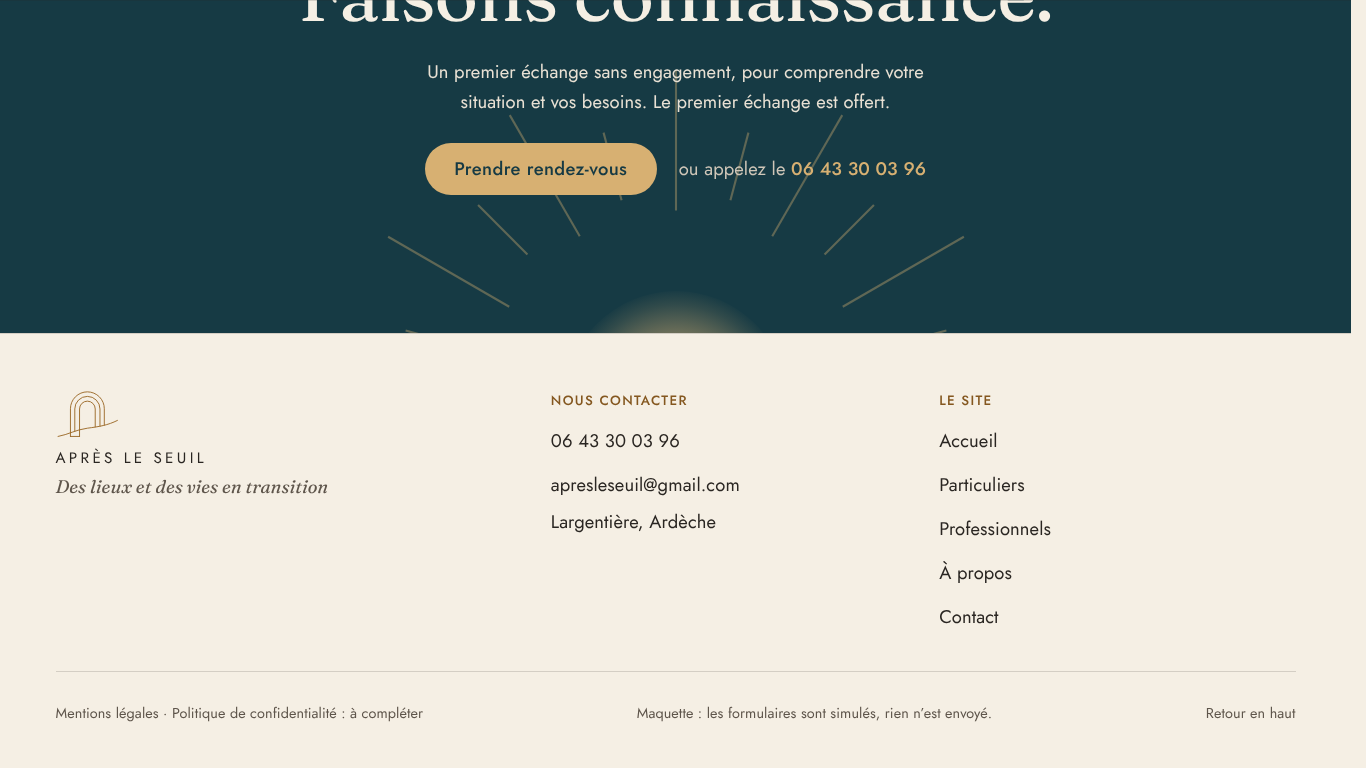 Faisons connaissance.
Un premier échange sans engagement, pour comprendre votre
situation et vos besoins. Le premier échange est offert.
Prendre rendez-vous
ou appelez le 06 43 30 03 96
APRÈS LE SEUIL
Des lieux et des vies en transition
NOUS CONTACTER
06 43 30 03 96
apresleseuil@gmail.com
Largentière, Ardèche
LE SITE
Accueil
Particuliers
Professionnels
À propos
Contact
Mentions légales · Politique de confidentialité : à compléter
Maquette : les formulaires sont simulés, rien n’est envoyé.
Retour en haut